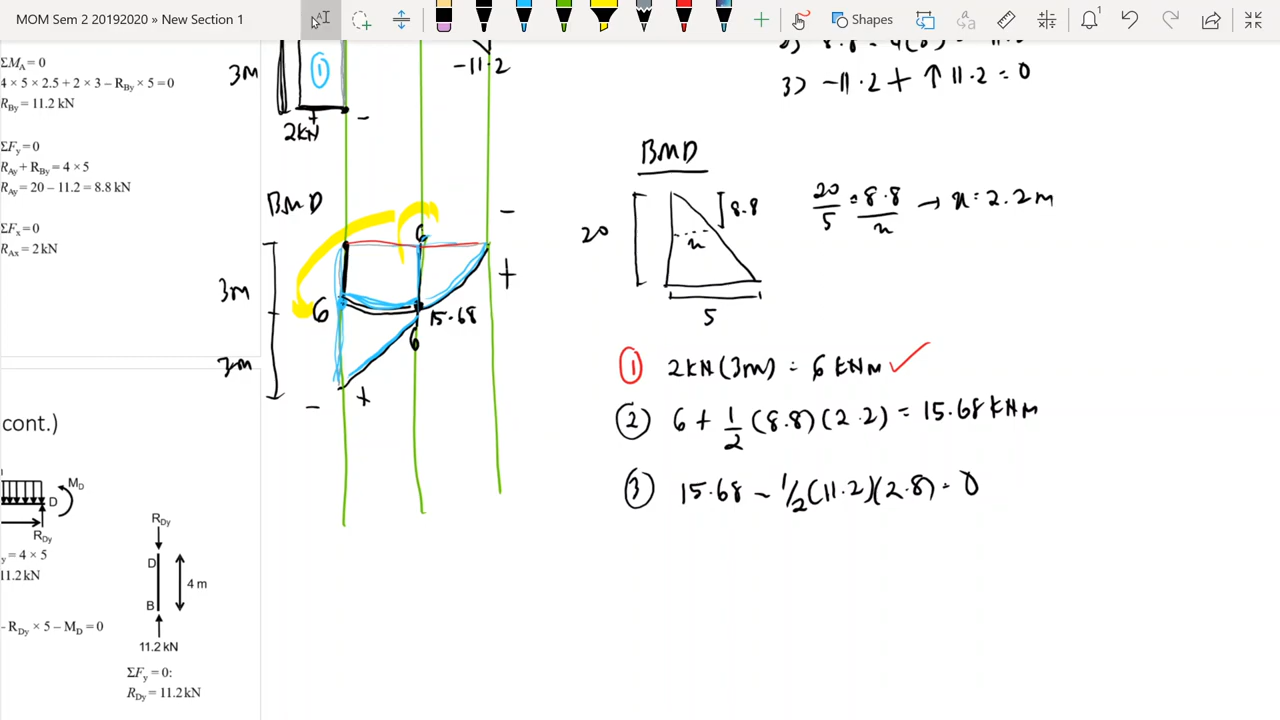 MOM Sem 2 20192020 » New Section 1
Shapes
1
ΣM_A = 0
4 × 5 × 2.5 + 2 × 3 – R_By × 5 = 0
R_By = 11.2 kN
ΣF_y = 0
R_Ay + R_By = 4 × 5
R_Ay = 20 – 11.2 = 8.8 kN
ΣF_x = 0
R_Ax = 2 kN
cont.)
D
M_D
R_Dy
y = 4 × 5
11.2 kN
- R_Dy × 5 – M_D = 0
R_Dy
D
4 m
B
11.2 kN
ΣF_y = 0:
R_Dy = 11.2 kN
3M
1
+
-
2KN
-11.2
BMD
6
-
+
3m
6
15.68
6
3m
-
+
3) -11.2 + ↑ 11.2 = 0
BMD
20
8.8
x
5
20/5 = 8.8/x → x = 2.2 m
① 2KN (3m) = 6 KNm ✓
② 6 + 1/2 (8.8)(2.2) = 15.68 KNm
③ 15.68 - 1/2 (11.2)(2.8) = 0